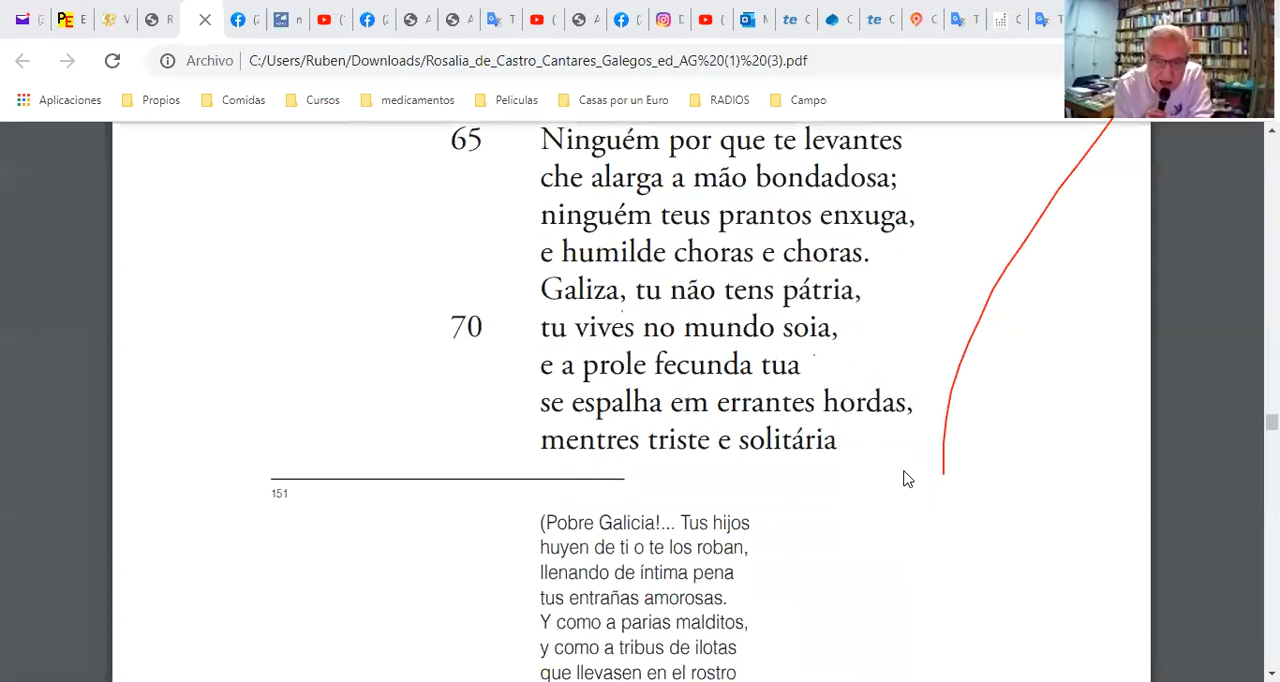 Archivo
C:/Users/Ruben/Downloads/Rosalia_de_Castro_Cantares_Galegos_ed_AG%20(1)%20(3).pdf
Aplicaciones Propios Comidas Cursos medicamentos Películas Casas por un Euro RADIOS Campo
65 Ninguém por que te levantes
che alarga a mão bondadosa;
ninguém teus prantos enxuga,
e humilde choras e choras.
Galiza, tu não tens pátria,
70 tu vives no mundo soia,
e a prole fecunda tua
se espalha em errantes hordas,
mentres triste e solitária
151
(Pobre Galicia!... Tus hijos
huyen de ti o te los roban,
llenando de íntima pena
tus entrañas amorosas.
Y como a parias malditos,
y como a tribus de ilotas
que llevasen en el rostro